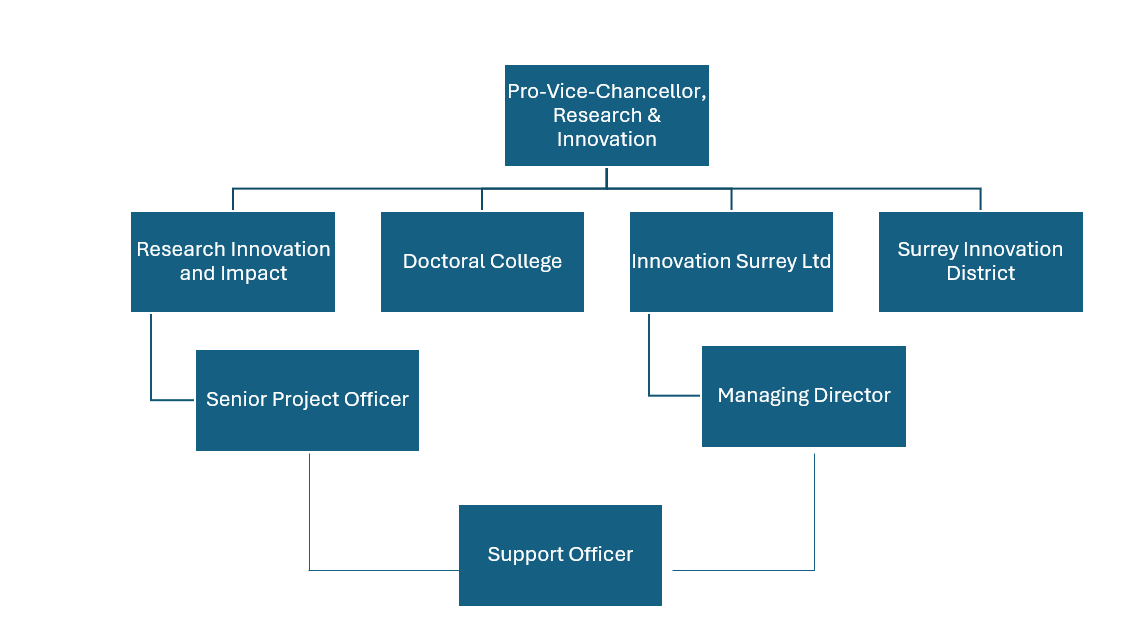 Pro-Vice-Chancellor,
Research &
Innovation
Research Innovation
and Impact
Doctoral College
Innovation Surrey Ltd
Surrey Innovation
District
Senior Project Officer
Managing Director
Support Officer